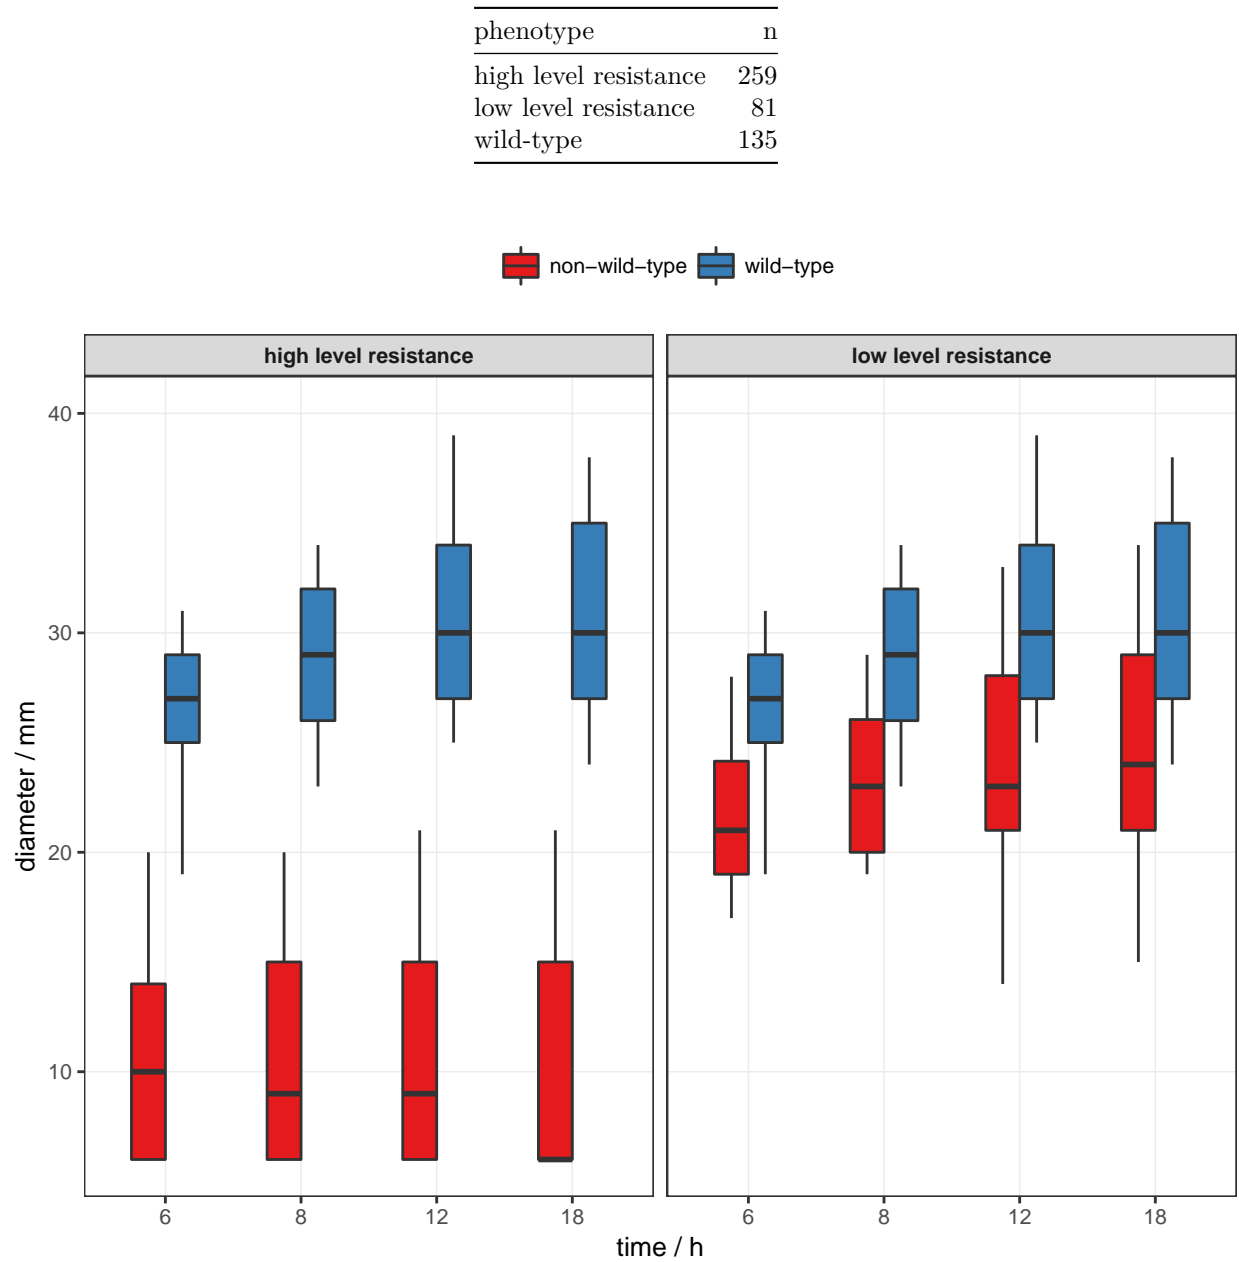 phenotype n
high level resistance 259
low level resistance 81
wild-type 135
non−wild−type wild−type
high level resistance low level resistance
40
30
20
10
diameter / mm
6 8 12 18 6 8 12 18
time / h